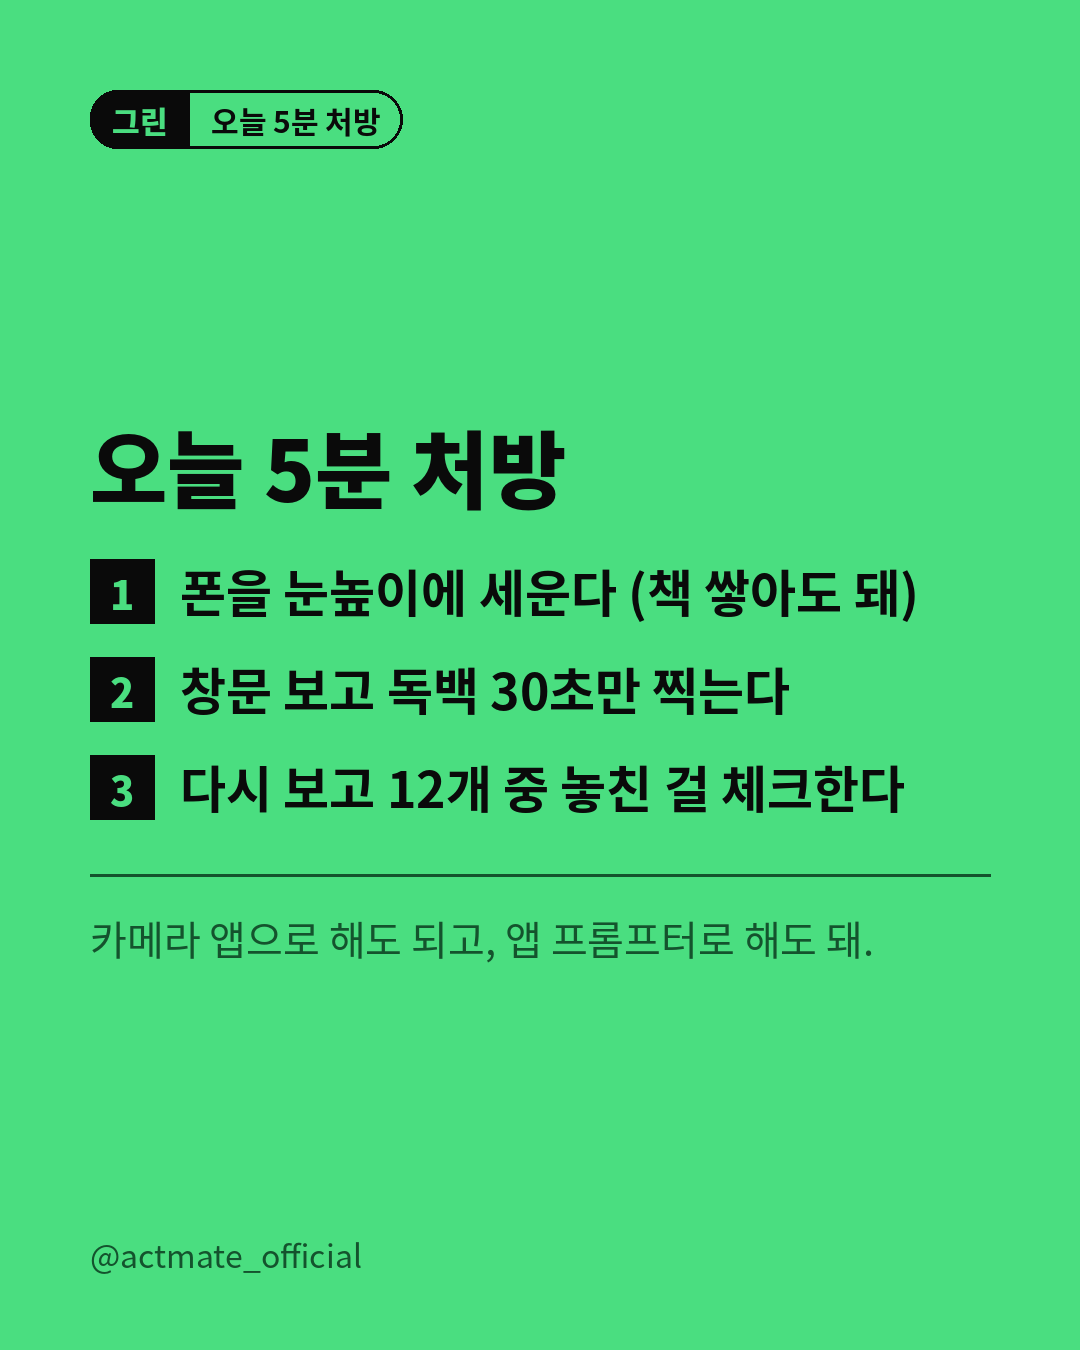 그린 오늘 5분 처방
오늘 5분 처방
1 폰을 눈높이에 세운다 (책 쌓아도 돼)
2 창문 보고 독백 30초만 찍는다
3 다시 보고 12개 중 놓친 걸 체크한다
카메라 앱으로 해도 되고, 앱 프롬프터로 해도 돼.
@actmate_official